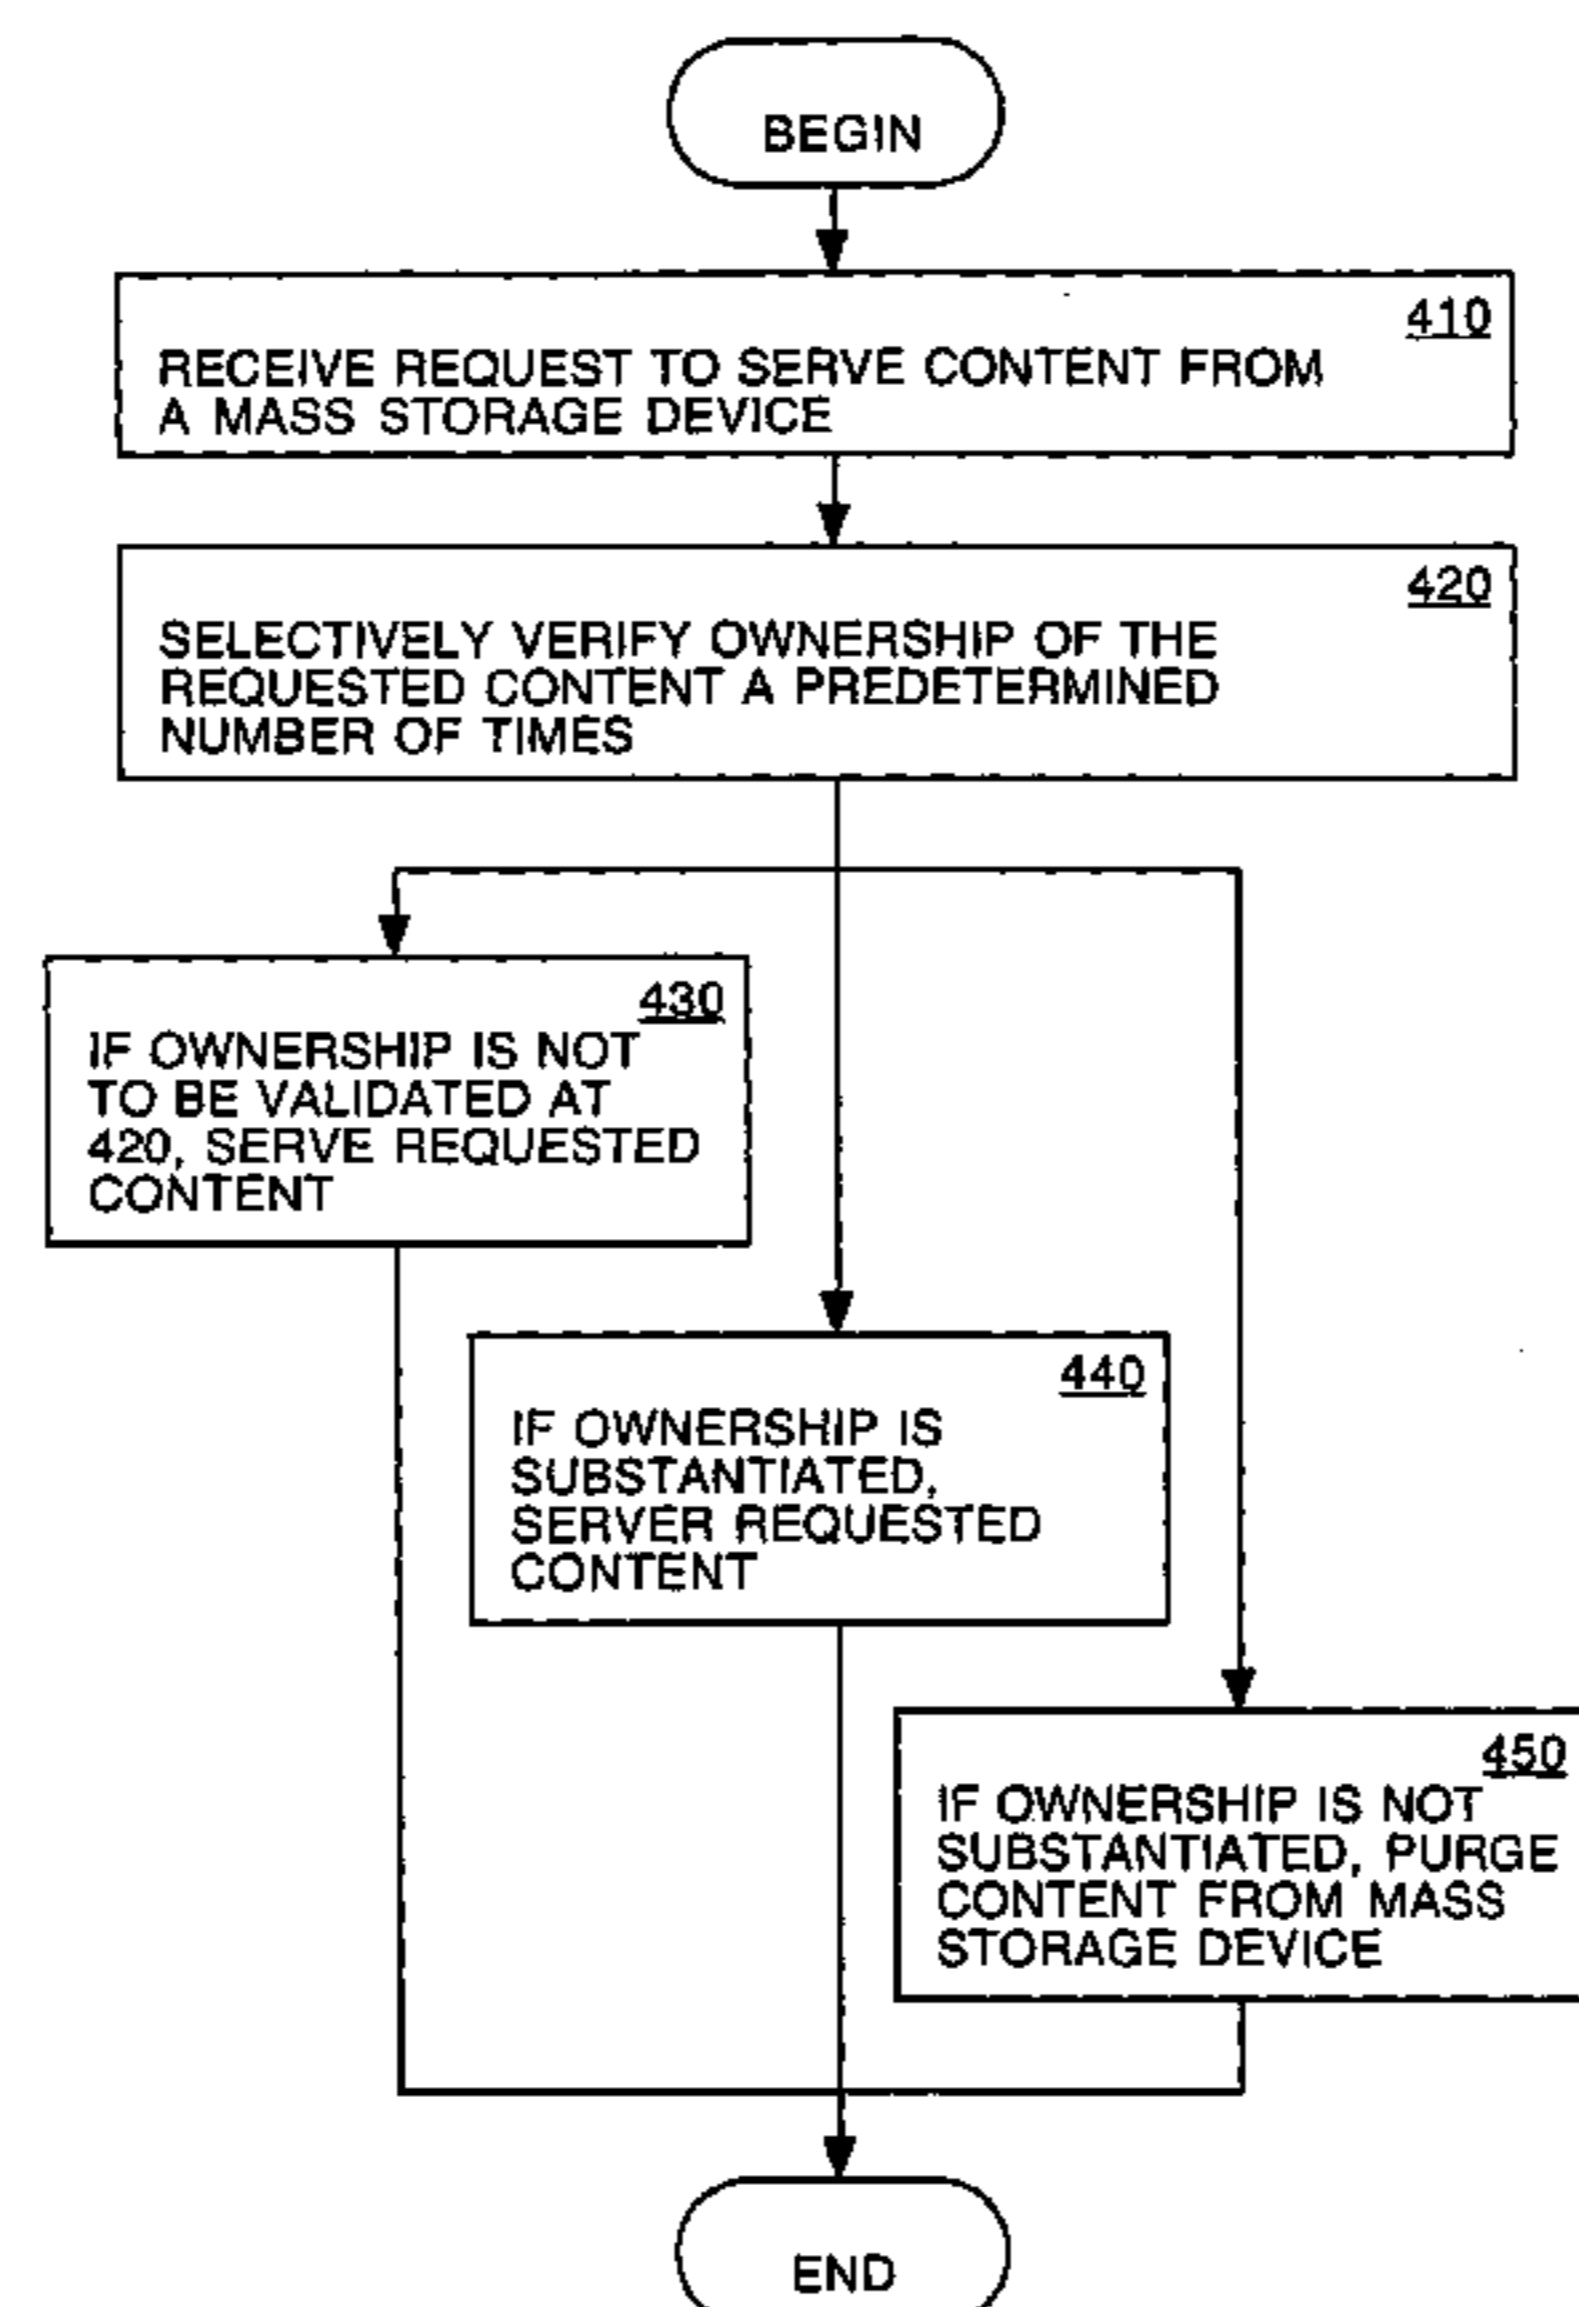 BEGIN
410
RECEIVE REQUEST TO SERVE CONTENT FROM
A MASS STORAGE DEVICE
420
SELECTIVELY VERIFY OWNERSHIP OF THE
REQUESTED CONTENT A PREDETERMINED
NUMBER OF TIMES
430
IF OWNERSHIP IS NOT
TO BE VALIDATED AT
420, SERVE REQUESTED
CONTENT
440
IF OWNERSHIP IS
SUBSTANTIATED,
SERVER REQUESTED
CONTENT
450
IF OWNERSHIP IS NOT
SUBSTANTIATED, PURGE
CONTENT FROM MASS
STORAGE DEVICE
END